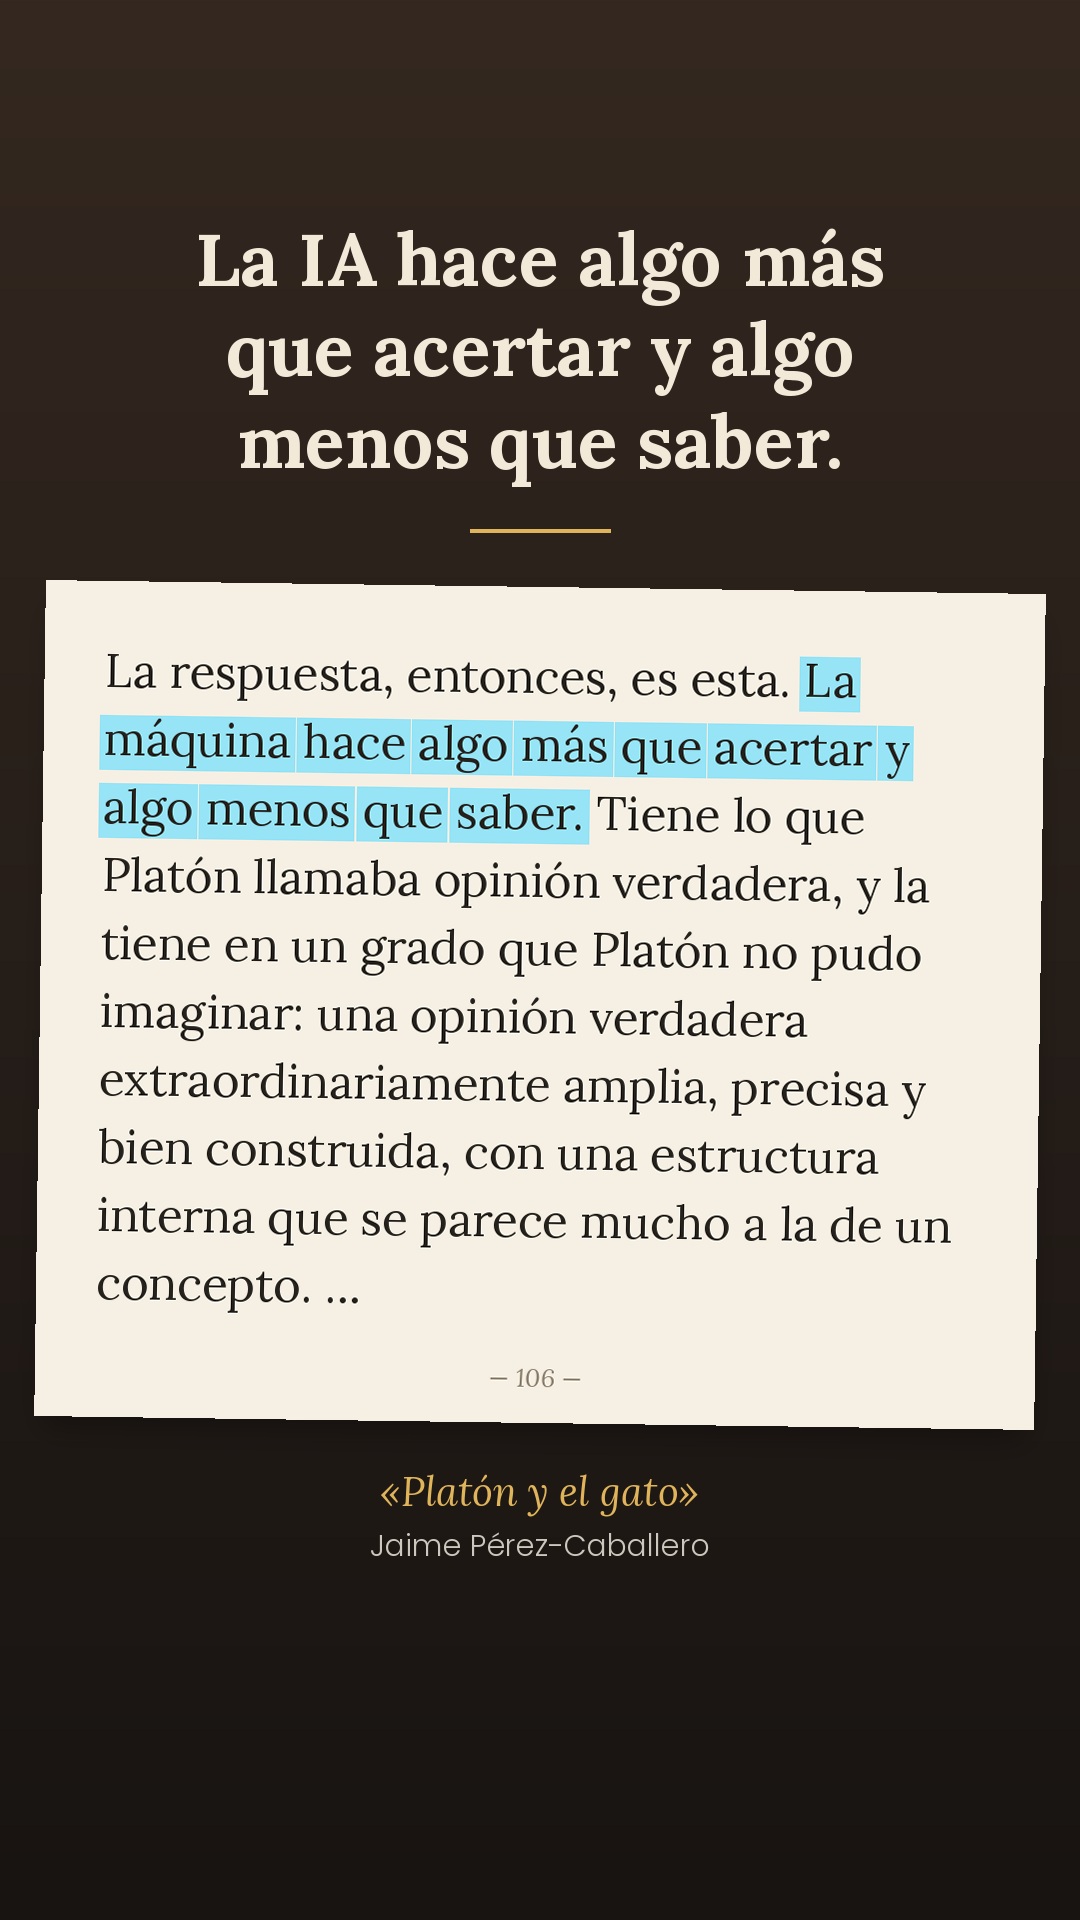 La IA hace algo más
que acertar y algo
menos que saber.
La respuesta, entonces, es esta. La
máquina hace algo más que acertar y
algo menos que saber. Tiene lo que
Platón llamaba opinión verdadera, y la
tiene en un grado que Platón no pudo
imaginar: una opinión verdadera
extraordinariamente amplia, precisa y
bien construida, con una estructura
interna que se parece mucho a la de un
concepto. ...
— 106 —
«Platón y el gato»
Jaime Pérez-Caballero